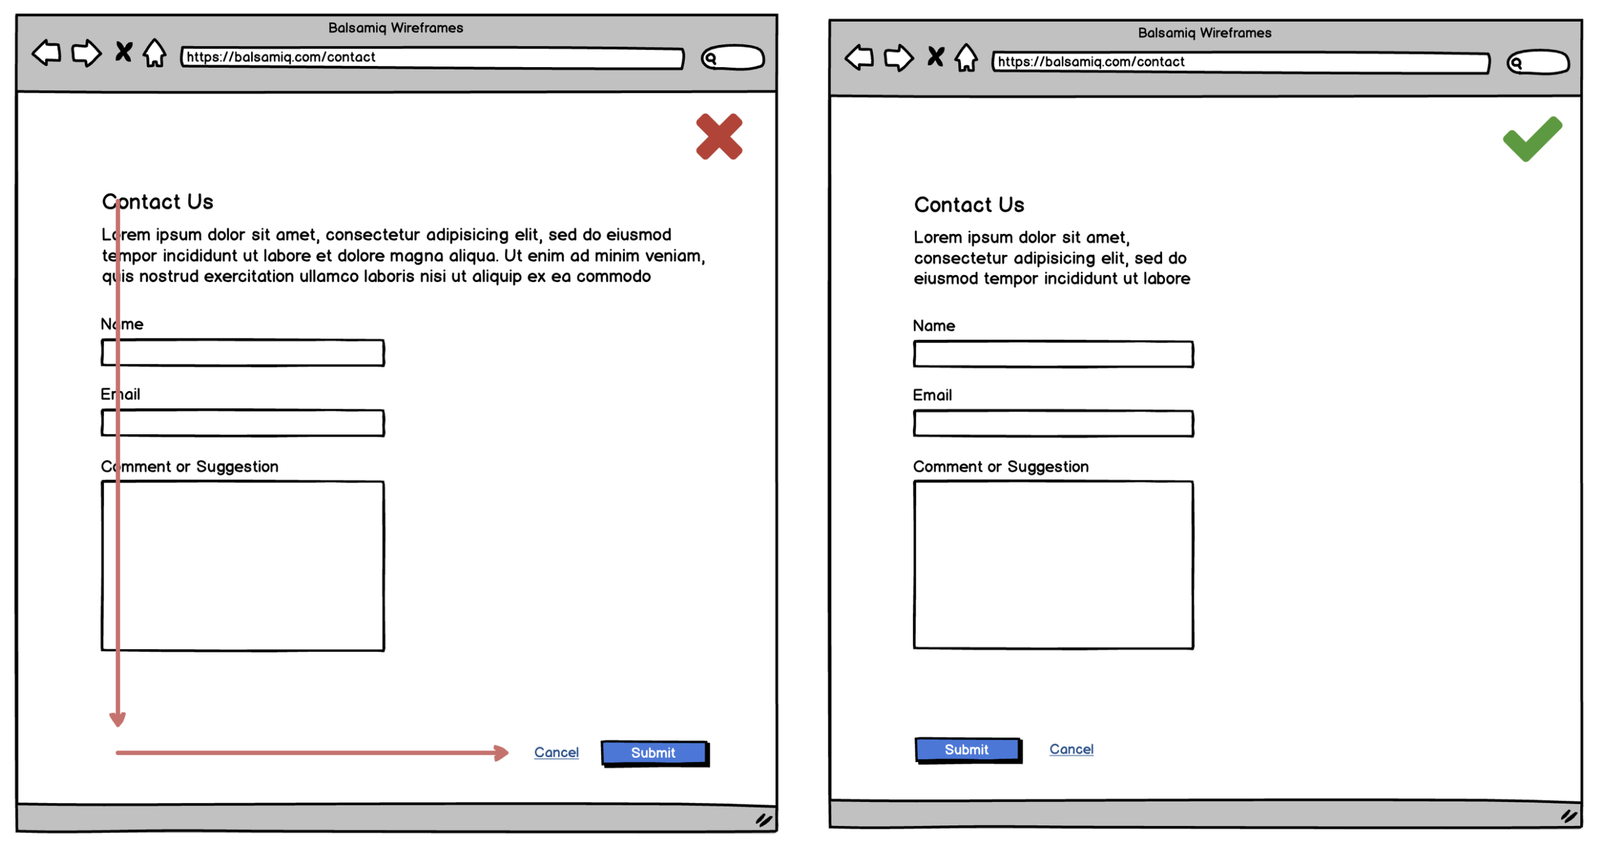 Balsamiq Wireframes
https://balsamiq.com/contact
Contact Us
Lorem ipsum dolor sit amet, consectetur adipisicing elit, sed do eiusmod
tempor incididunt ut labore et dolore magna aliqua. Ut enim ad minim veniam,
quis nostrud exercitation ullamco laboris nisi ut aliquip ex ea commodo
Name
Email
Comment or Suggestion
Cancel
Submit
Balsamiq Wireframes
https://balsamiq.com/contact
Contact Us
Lorem ipsum dolor sit amet,
consectetur adipisicing elit, sed do
eiusmod tempor incididunt ut labore
Name
Email
Comment or Suggestion
Submit
Cancel